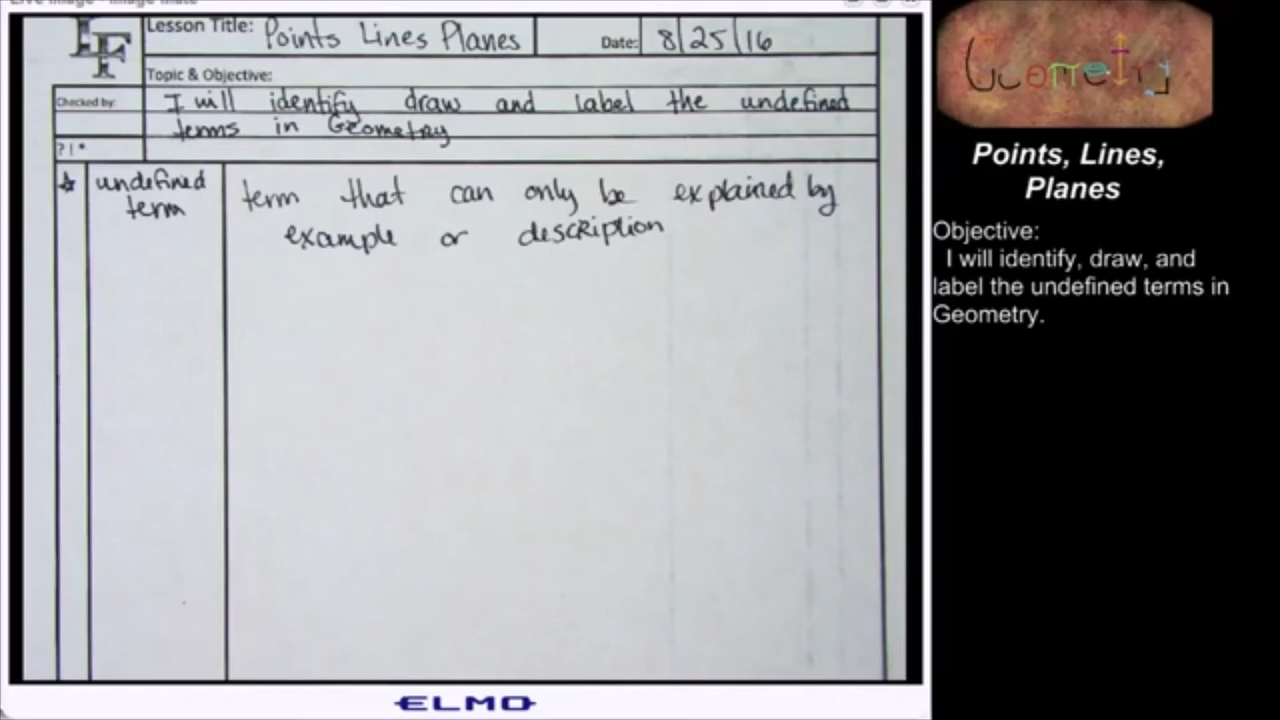 Lesson Title: Points Lines Planes
Date: 8/25/16
Topic & Objective:
Checked by:
I will identify draw and label the undefined
terms in Geometry
? ! *
undefined
term
term that can only be explained by
example or description
ELMO
Geometry
Points, Lines,
Planes
Objective:
I will identify, draw, and
label the undefined terms in
Geometry.